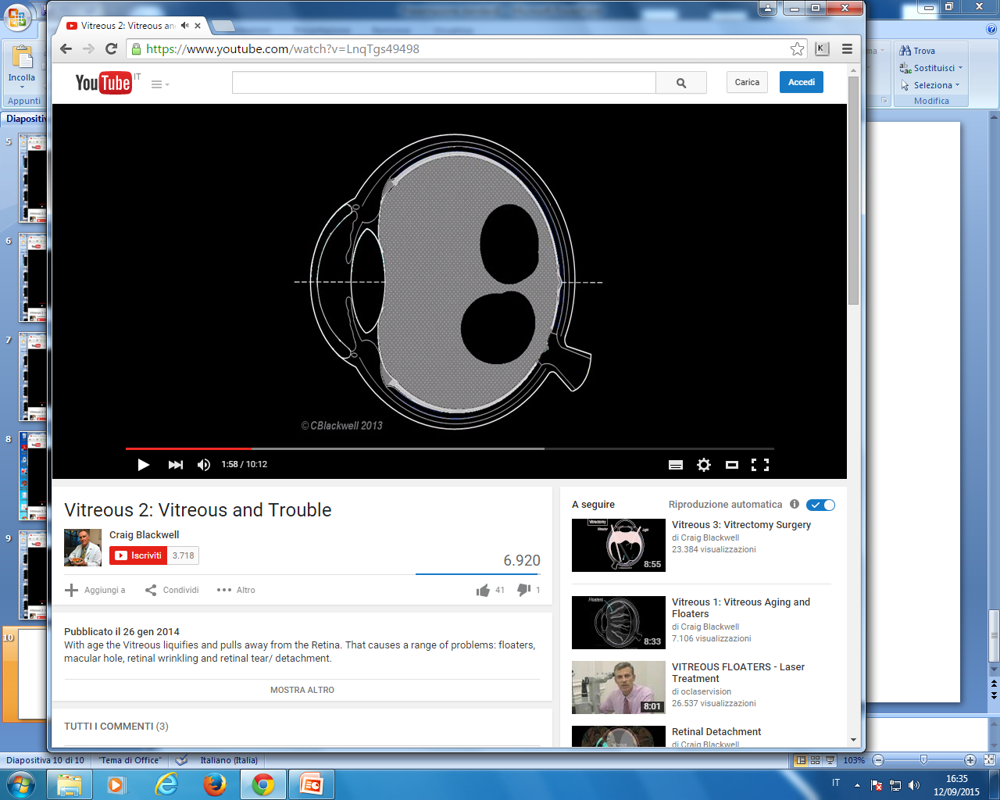 Vitreous 2: Vitreous an
https://www.youtube.com/watch?v=LnqTgs49498
K
YouTube IT
Carica
Accedi
Incolla
Appunti
Trova
Sostituisci
Seleziona
Modifica
Diapositiv
5
6
7
8
9
10
© CBlackwell 2013
1:58 / 10:12
Vitreous 2: Vitreous and Trouble
Craig Blackwell
Iscriviti 3.718
6.920
Aggiungi a
Condividi
Altro
41
1
Pubblicato il 26 gen 2014
With age the Vitreous liquifies and pulls away from the Retina. That causes a range of problems: floaters,
macular hole, retinal wrinkling and retinal tear/ detachment.
MOSTRA ALTRO
TUTTI I COMMENTI (3)
A seguire
Riproduzione automatica
Vitrectomy
Light
8:55
Vitreous 3: Vitrectomy Surgery
di Craig Blackwell
23.384 visualizzazioni
Floaters
8:33
Vitreous 1: Vitreous Aging and
Floaters
di Craig Blackwell
7.106 visualizzazioni
8:01
VITREOUS FLOATERS - Laser
Treatment
di oclaservision
26.537 visualizzazioni
Retinal Detachment
di Craig Blackwell
Diapositiva 10 di 10
"Tema di Office"
Italiano (Italia)
103%
IT
16:35
12/09/2015